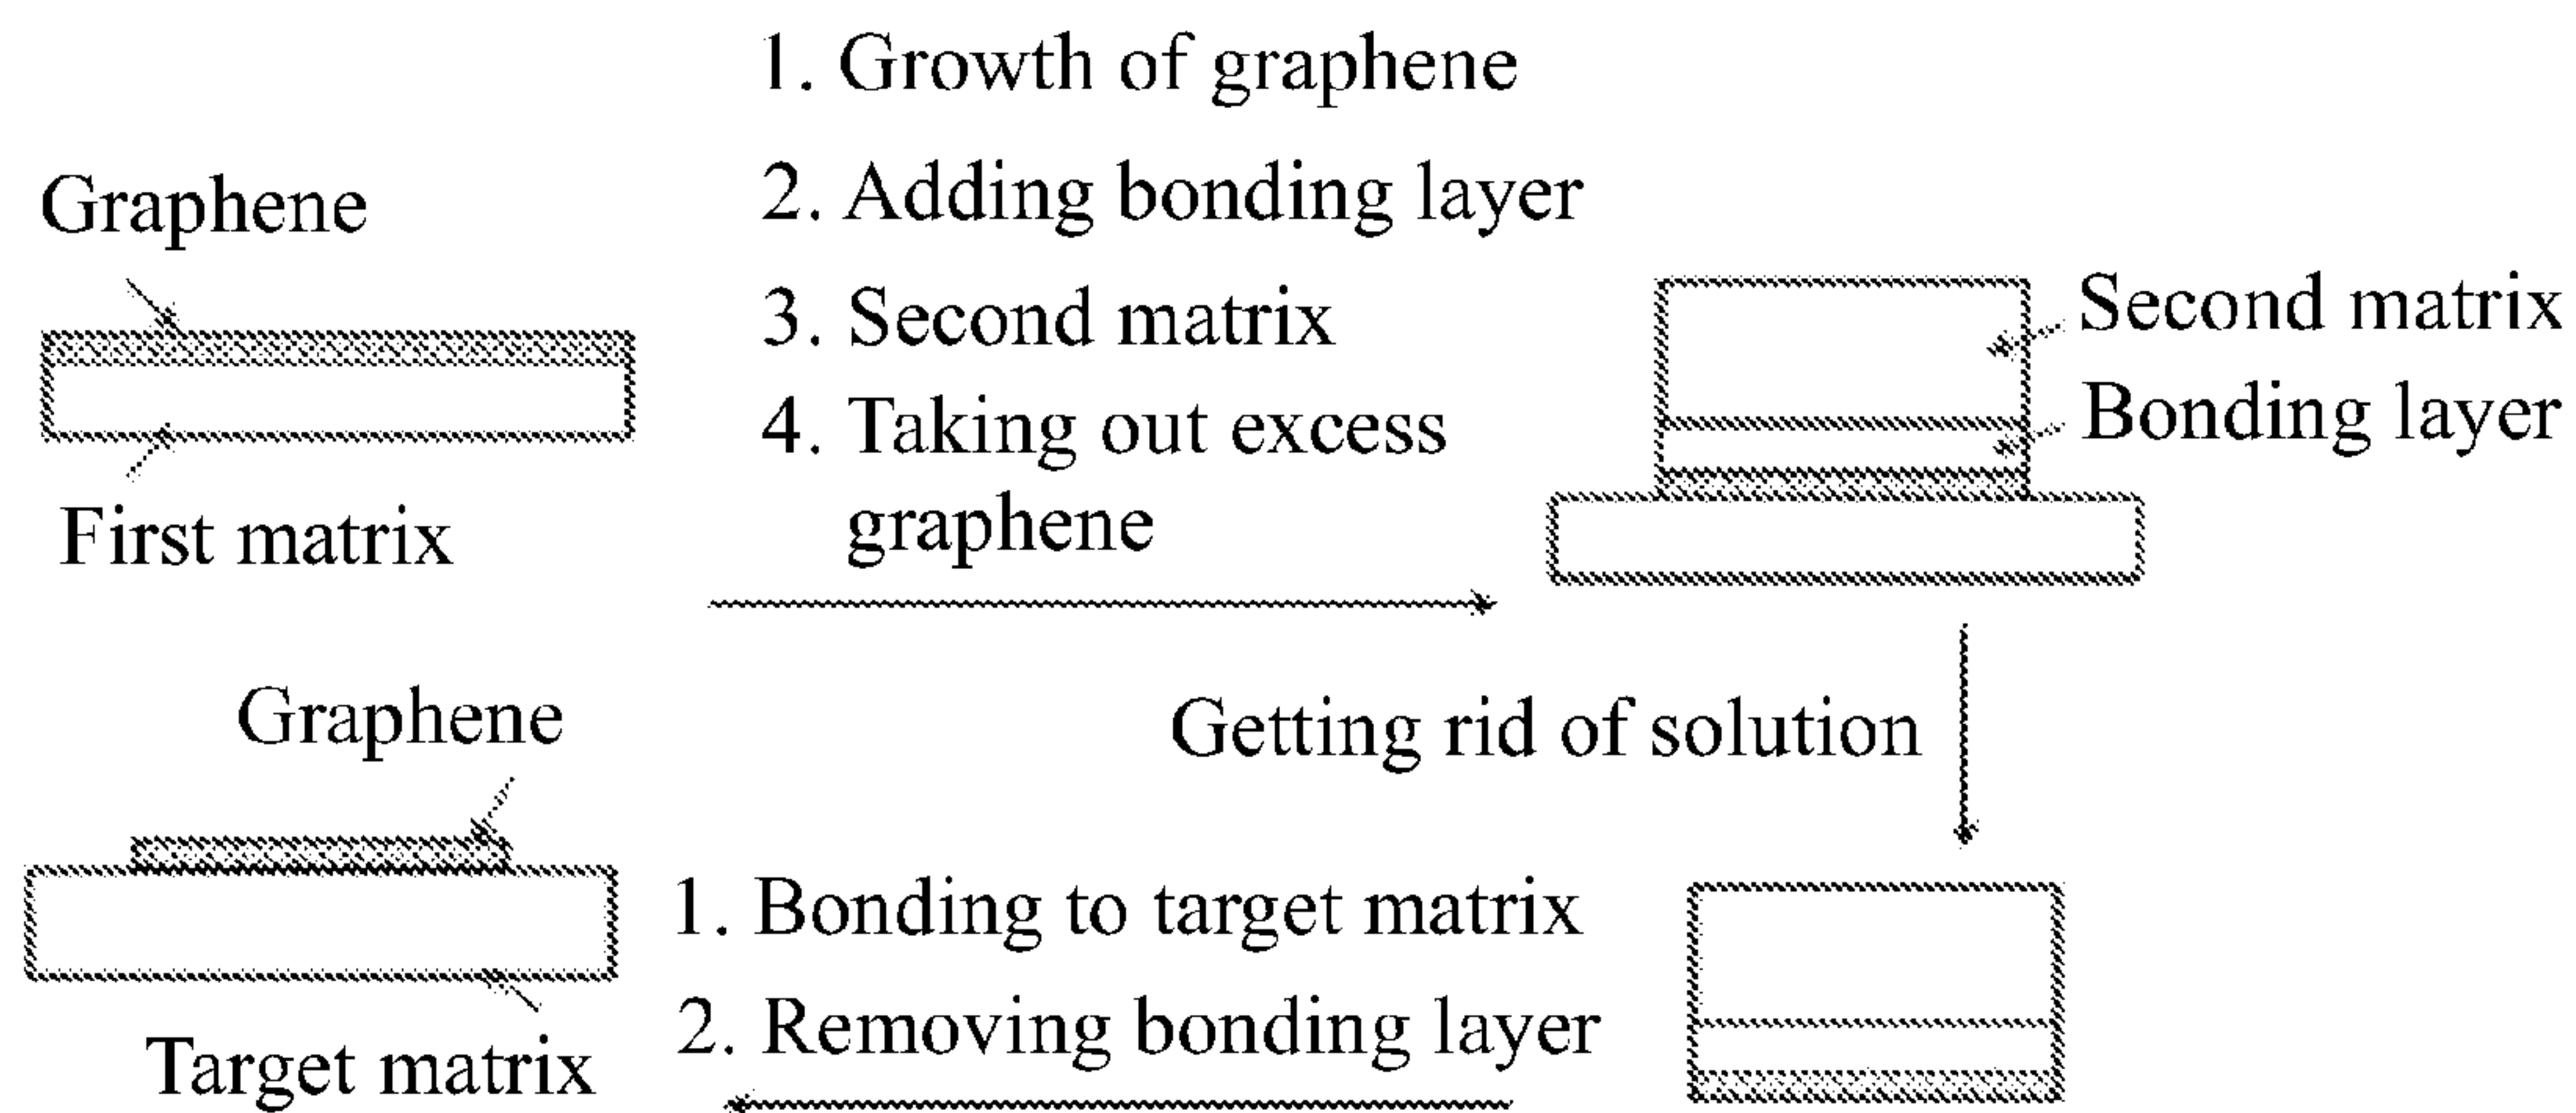 Graphene
First matrix
1. Growth of graphene
2. Adding bonding layer
3. Second matrix
4. Taking out excess
graphene
Second matrix
Bonding layer
Getting rid of solution
1. Bonding to target matrix
2. Removing bonding layer
Graphene
Target matrix